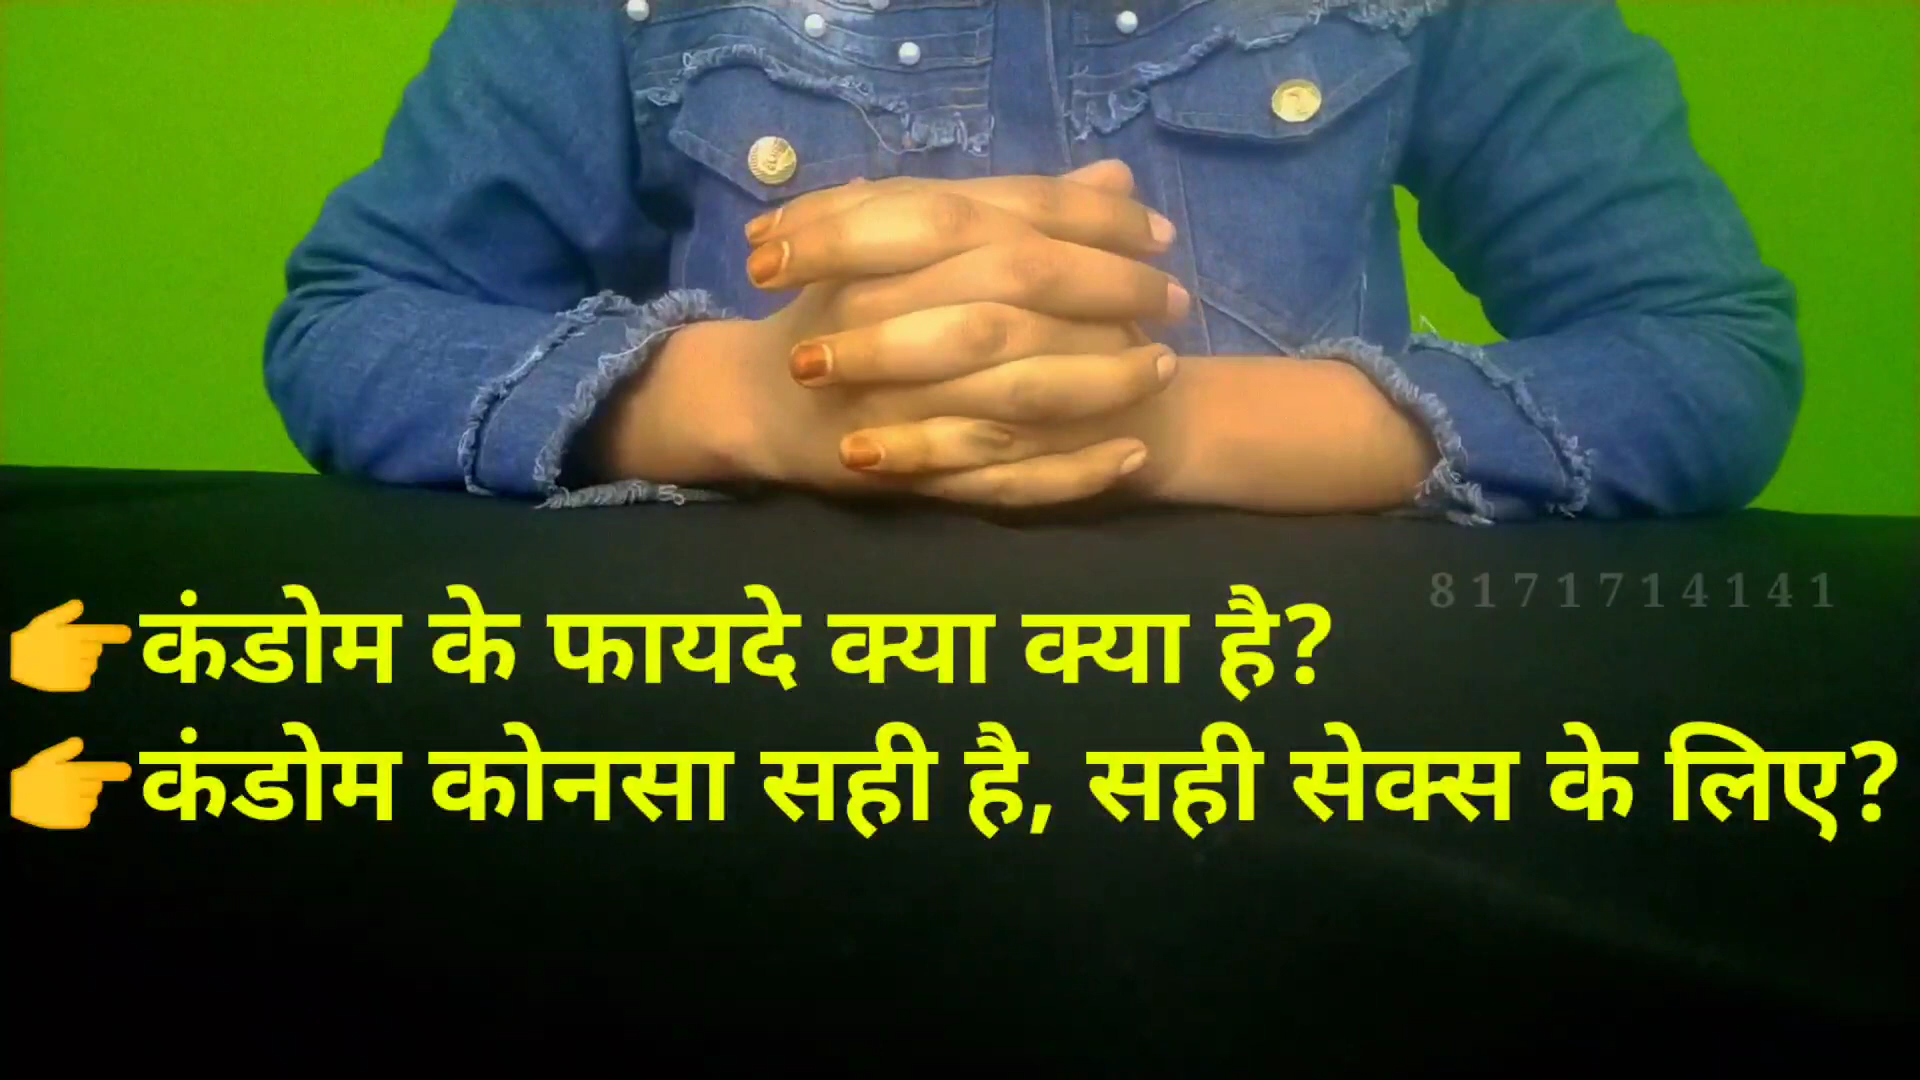 8171714141
👉कंडोम के फायदे क्या क्या है?
👉कंडोम कोनसा सही है, सही सेक्स के लिए?